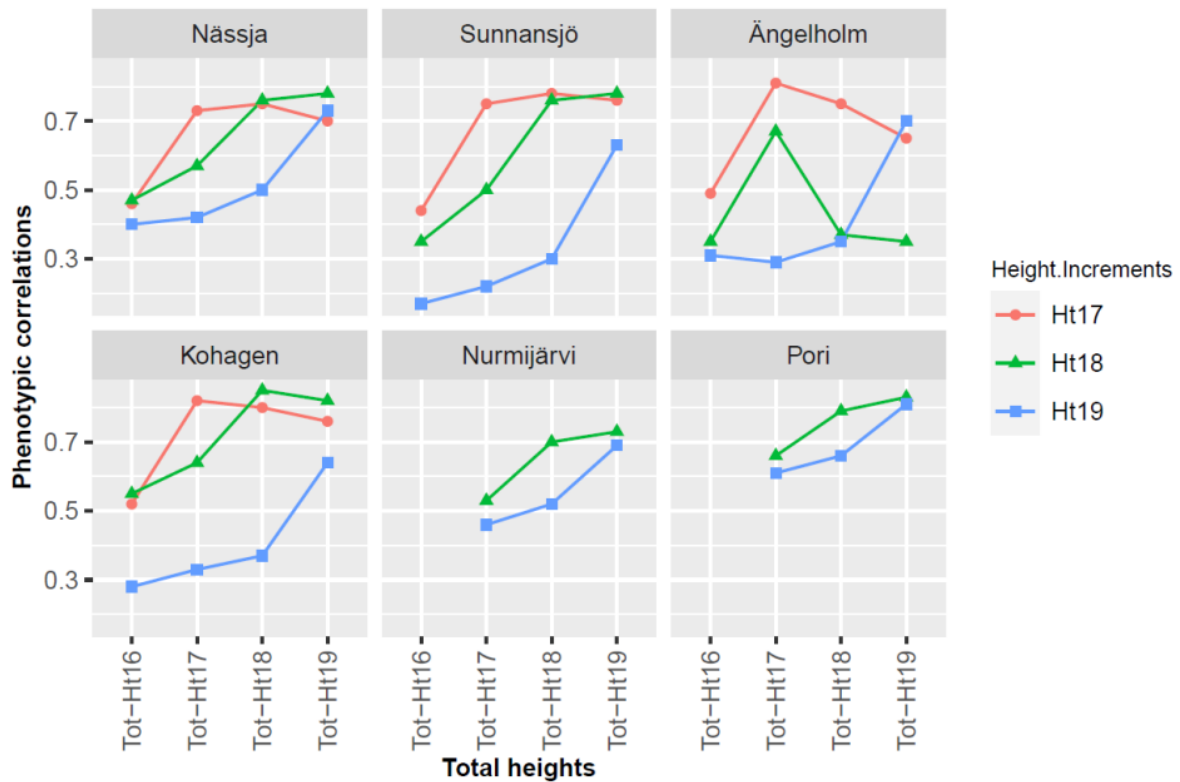 Nässja
Sunnansjö
Ängelholm
0.7
0.5
0.3
Kohagen
Nurmijärvi
Pori
0.7
0.5
0.3
Phenotypic correlations
Tot−Ht16
Tot−Ht17
Tot−Ht18
Tot−Ht19
Tot−Ht16
Tot−Ht17
Tot−Ht18
Tot−Ht19
Tot−Ht16
Tot−Ht17
Tot−Ht18
Tot−Ht19
Total heights
Height.Increments
Ht17
Ht18
Ht19